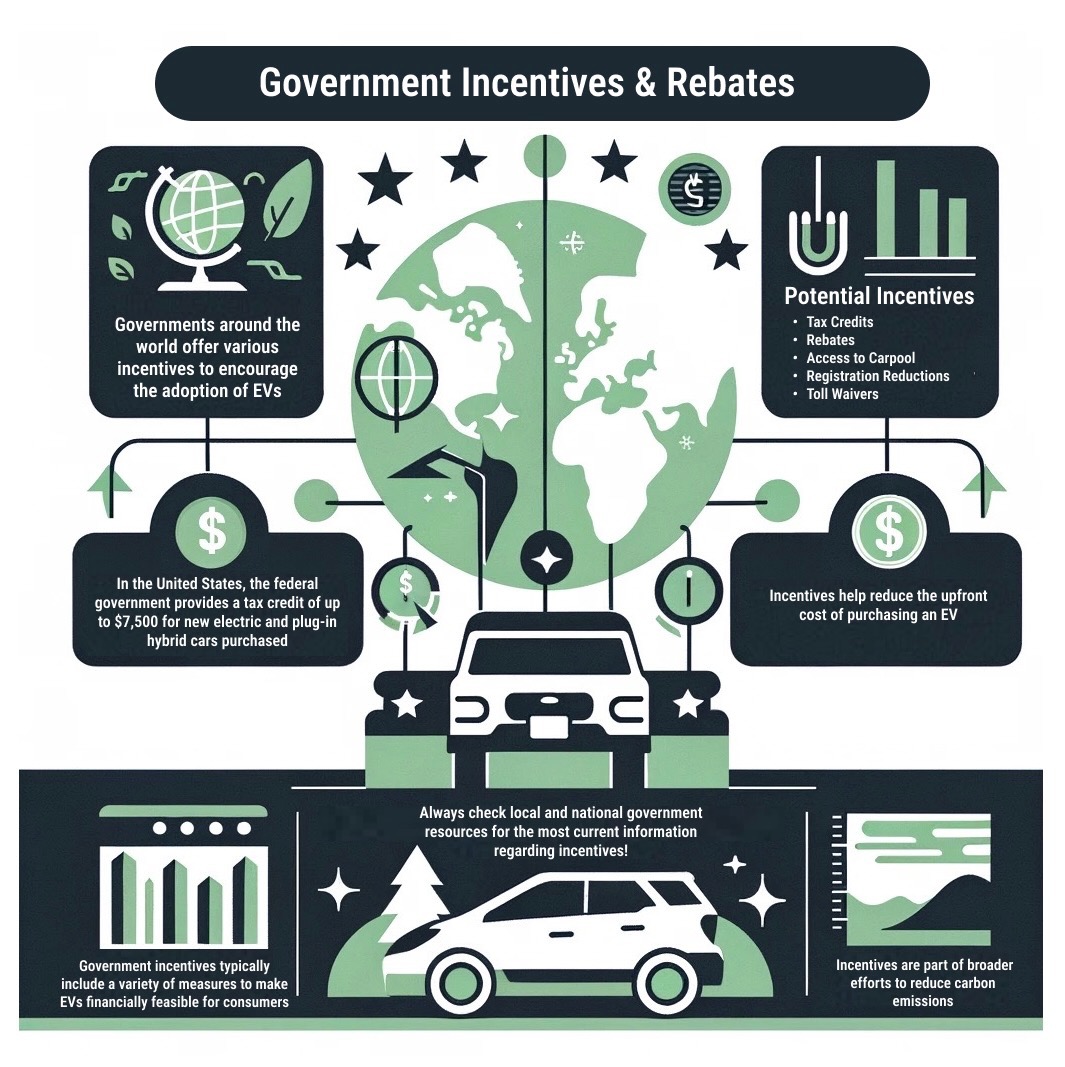 Government Incentives & Rebates
Governments around the
world offer various
incentives to encourage
the adoption of EVs
Potential Incentives
• Tax Credits
• Rebates
• Access to Carpool
• Registration Reductions
• Toll Waivers
$
In the United States, the federal
government provides a tax credit of up
to $7,500 for new electric and plug-in
hybrid cars purchased
$
$
Incentives help reduce the upfront
cost of purchasing an EV
Always check local and national government
resources for the most current information
regarding incentives!
Government incentives typically
include a variety of measures to make
EVs financially feasible for consumers
Incentives are part of broader
efforts to reduce carbon
emissions